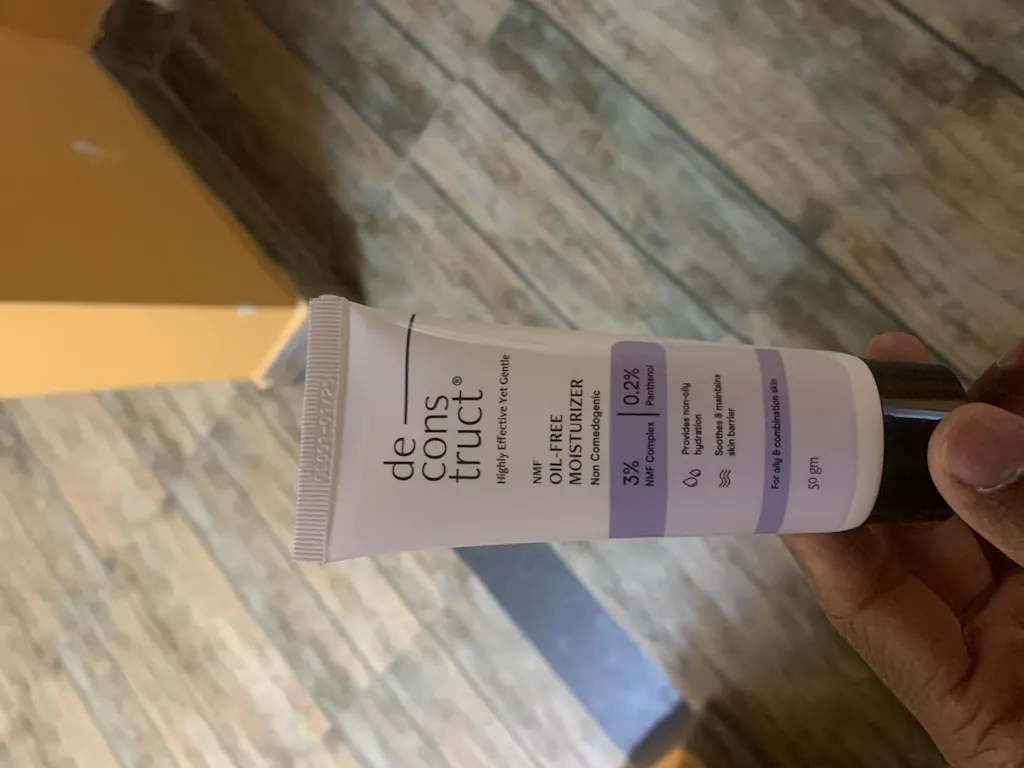 de
cons
truct®
Highly Effective Yet Gentle
NMF
OIL-FREE
MOISTURIZER
Non Comedogenic
3%
NMF Complex
0.2%
Panthenol
Provides non-oily
hydration
Soothes & maintains
skin barrier
For oily & combination skin
50 gm